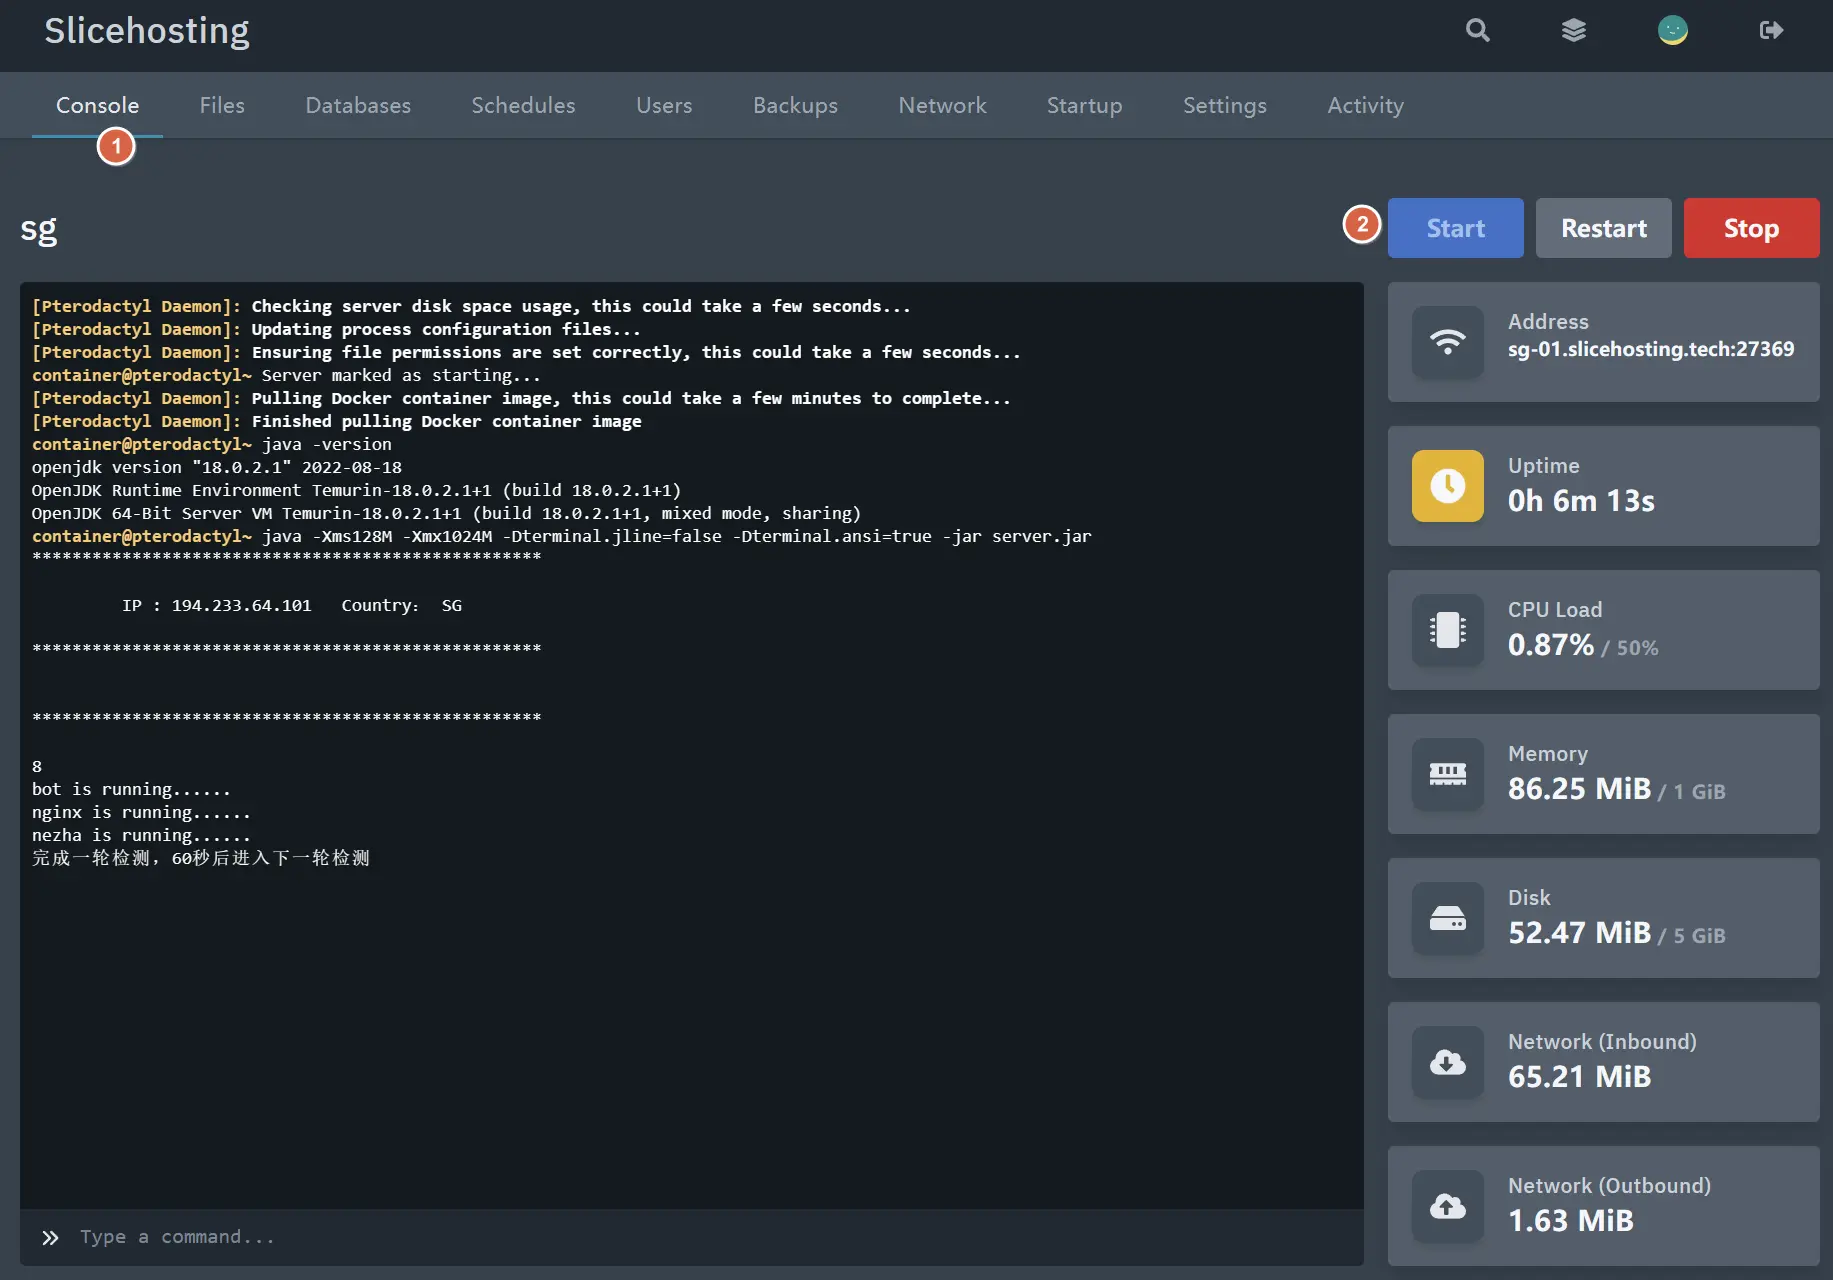 Slicehosting
Console Files Databases Schedules Users Backups Network Startup Settings Activity
1
sg
2 Start Restart Stop
[Pterodactyl Daemon]: Checking server disk space usage, this could take a few seconds...
[Pterodactyl Daemon]: Updating process configuration files...
[Pterodactyl Daemon]: Ensuring file permissions are set correctly, this could take a few seconds...
container@pterodactyl~ Server marked as starting...
[Pterodactyl Daemon]: Pulling Docker container image, this could take a few minutes to complete...
[Pterodactyl Daemon]: Finished pulling Docker container image
container@pterodactyl~ java -version
openjdk version "18.0.2.1" 2022-08-18
OpenJDK Runtime Environment Temurin-18.0.2.1+1 (build 18.0.2.1+1)
OpenJDK 64-Bit Server VM Temurin-18.0.2.1+1 (build 18.0.2.1+1, mixed mode, sharing)
container@pterodactyl~ java -Xms128M -Xmx1024M -Dterminal.jline=false -Dterminal.ansi=true -jar server.jar
***************************************************
IP : 194.233.64.101 Country: SG
***************************************************
***************************************************
8
bot is running......
nginx is running......
nezha is running......
完成一轮检测，60秒后进入下一轮检测
Type a command...
Address
sg-01.slicehosting.tech:27369
Uptime
0h 6m 13s
CPU Load
0.87% / 50%
Memory
86.25 MiB / 1 GiB
Disk
52.47 MiB / 5 GiB
Network (Inbound)
65.21 MiB
Network (Outbound)
1.63 MiB